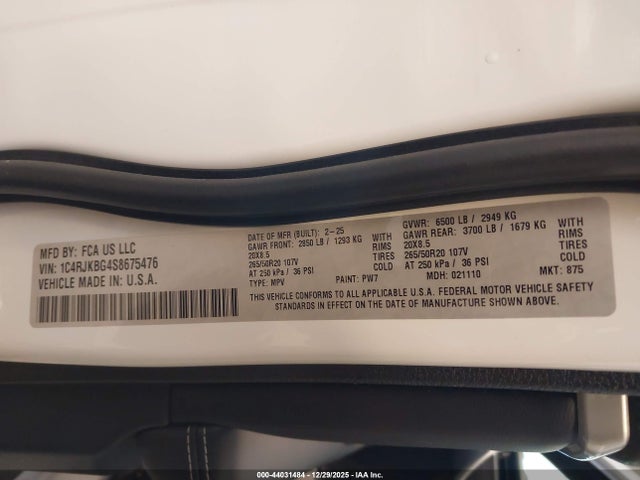 MFD BY: FCA US LLC
VIN: 1C4RJKBG4S8675476
VEHICLE MADE IN: U.S.A.
DATE OF MFR (BUILT): 2-25
GAWR FRONT: 2850 LB / 1293 KG WITH
20X8.5 RIMS
265/50R20 107V TIRES
AT 250 kPa / 36 PSI COLD
TYPE: MPV PAINT: PW7
GVWR: 6500 LB / 2949 KG
GAWR REAR: 3700 LB / 1679 KG WITH
20X8.5 RIMS
265/50R20 107V TIRES
AT 250 kPa / 36 PSI COLD
MDH: 021110 MKT: 875
THIS VEHICLE CONFORMS TO ALL APPLICABLE U.S.A. FEDERAL MOTOR VEHICLE SAFETY
STANDARDS IN EFFECT ON THE DATE OF MANUFACTURE SHOWN ABOVE.
000-44031484 - 12/29/2025 - IAA Inc.